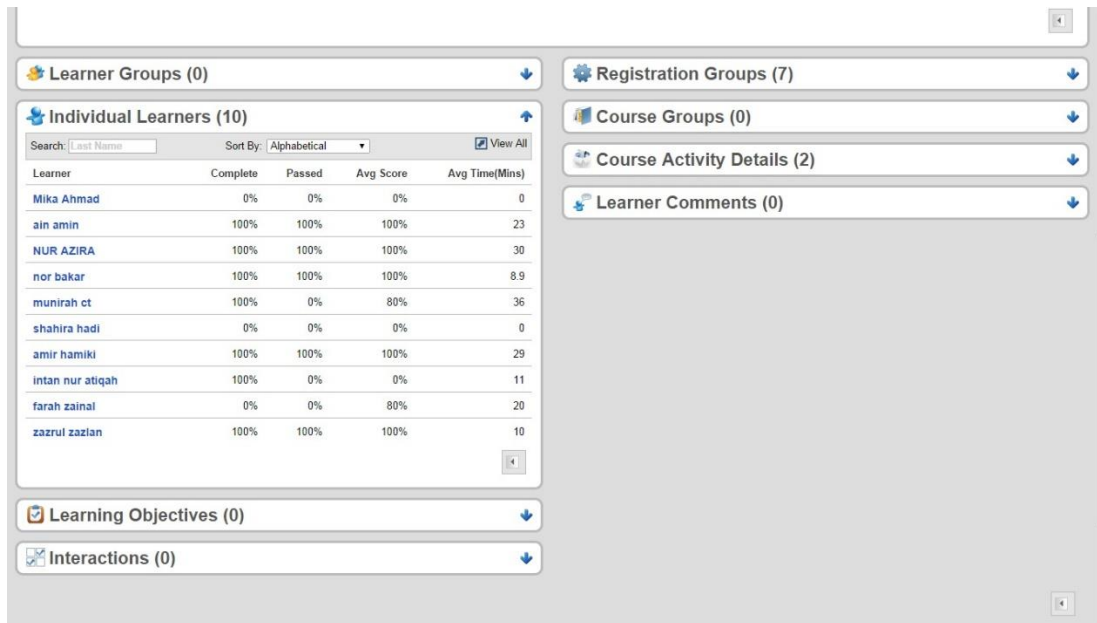 Learner Groups (0)
Individual Learners (10)
Search: Last Name Sort By: Alphabetical View All
Learner Complete Passed Avg Score Avg Time(Mins)
Mika Ahmad 0% 0% 0% 0
ain amin 100% 100% 100% 23
NUR AZIRA 100% 100% 100% 30
nor bakar 100% 100% 100% 8.9
munirah ct 100% 0% 80% 36
shahira hadi 0% 0% 0% 0
amir hamiki 100% 100% 100% 29
intan nur atiqah 100% 0% 0% 11
farah zainal 0% 0% 80% 20
zazrul zazlan 100% 100% 100% 10
Learning Objectives (0)
Interactions (0)
Registration Groups (7)
Course Groups (0)
Course Activity Details (2)
Learner Comments (0)